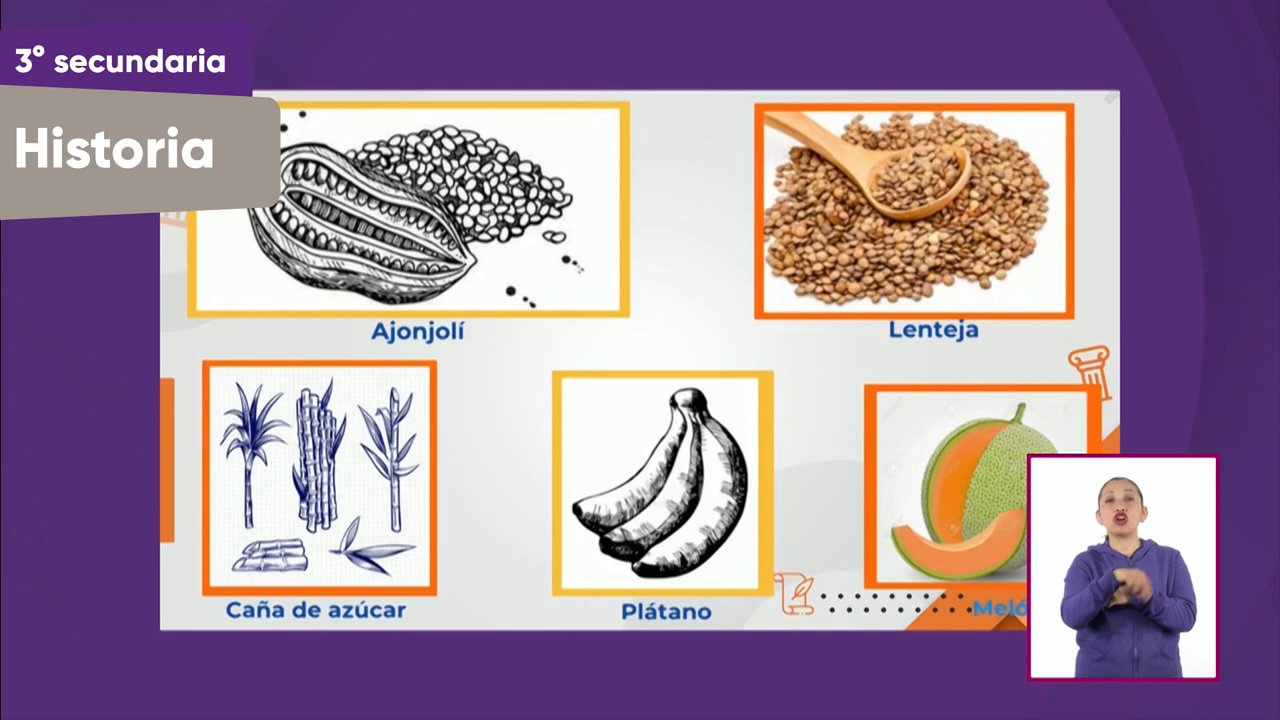 3° secundaria
Historia
Ajonjolí
Lenteja
Caña de azúcar
Plátano